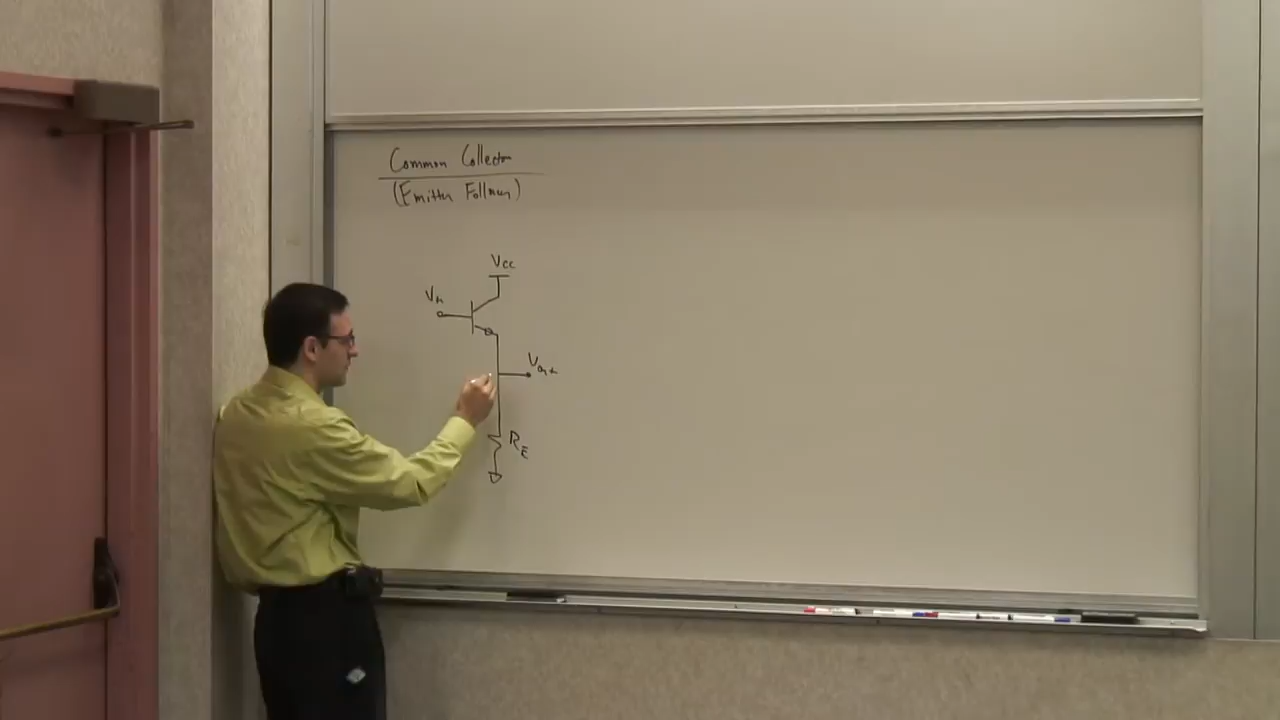 Common Collector
(Emitter Follower)
Vcc
Vin
Vout
RE